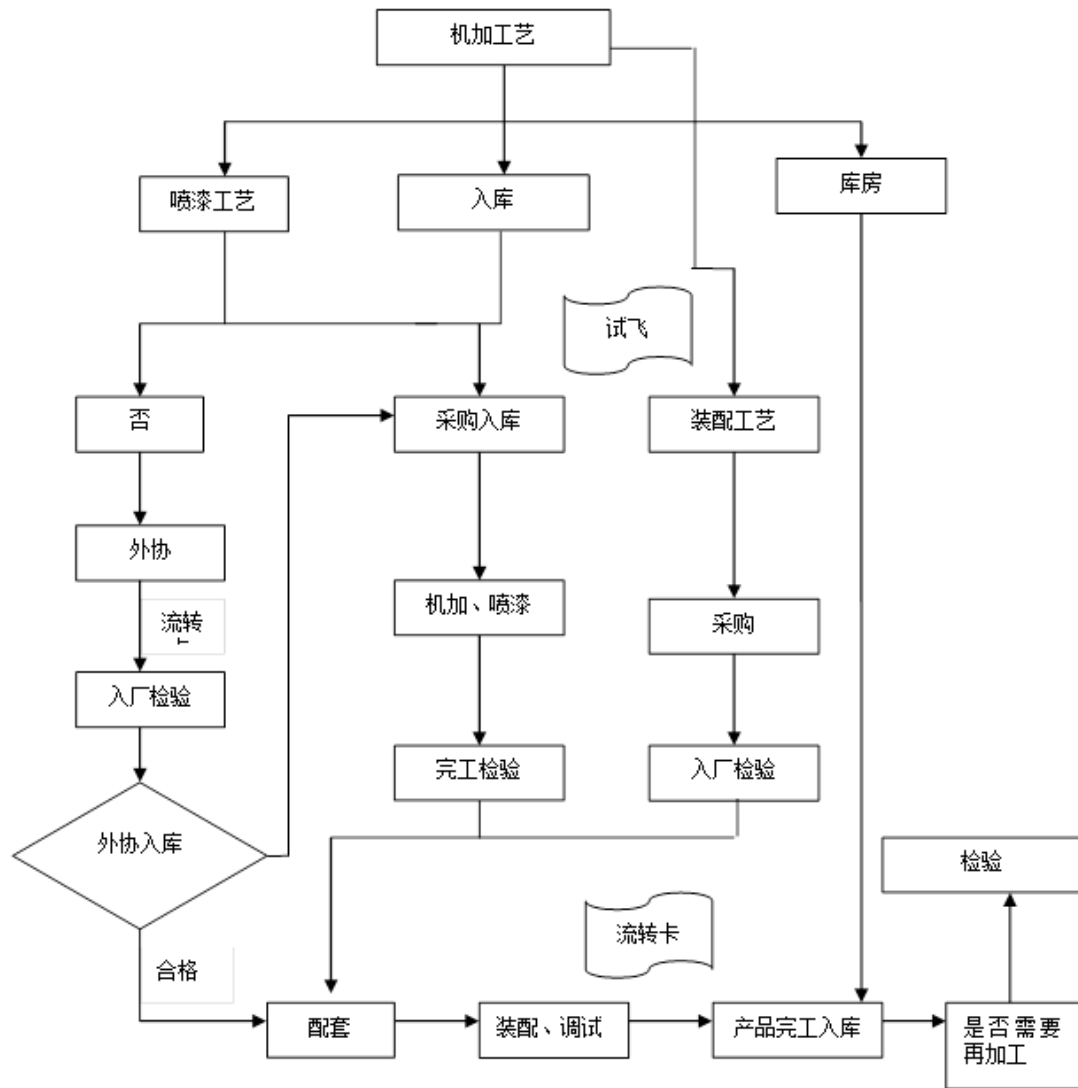 机加工艺
喷漆工艺
入库
库房
试飞
否
采购入库
装配工艺
外协
机加、喷漆
采购
流转
入厂检验
完工检验
入厂检验
外协入库
检验
流转卡
合格
配套
装配、调试
产品完工入库
是否需要
再加工